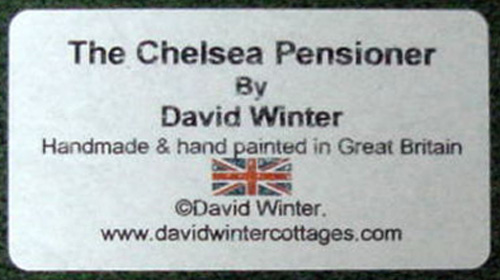 The Chelsea Pensioner
By
David Winter
Handmade & hand painted in Great Britain
©David Winter.
www.davidwintercottages.com